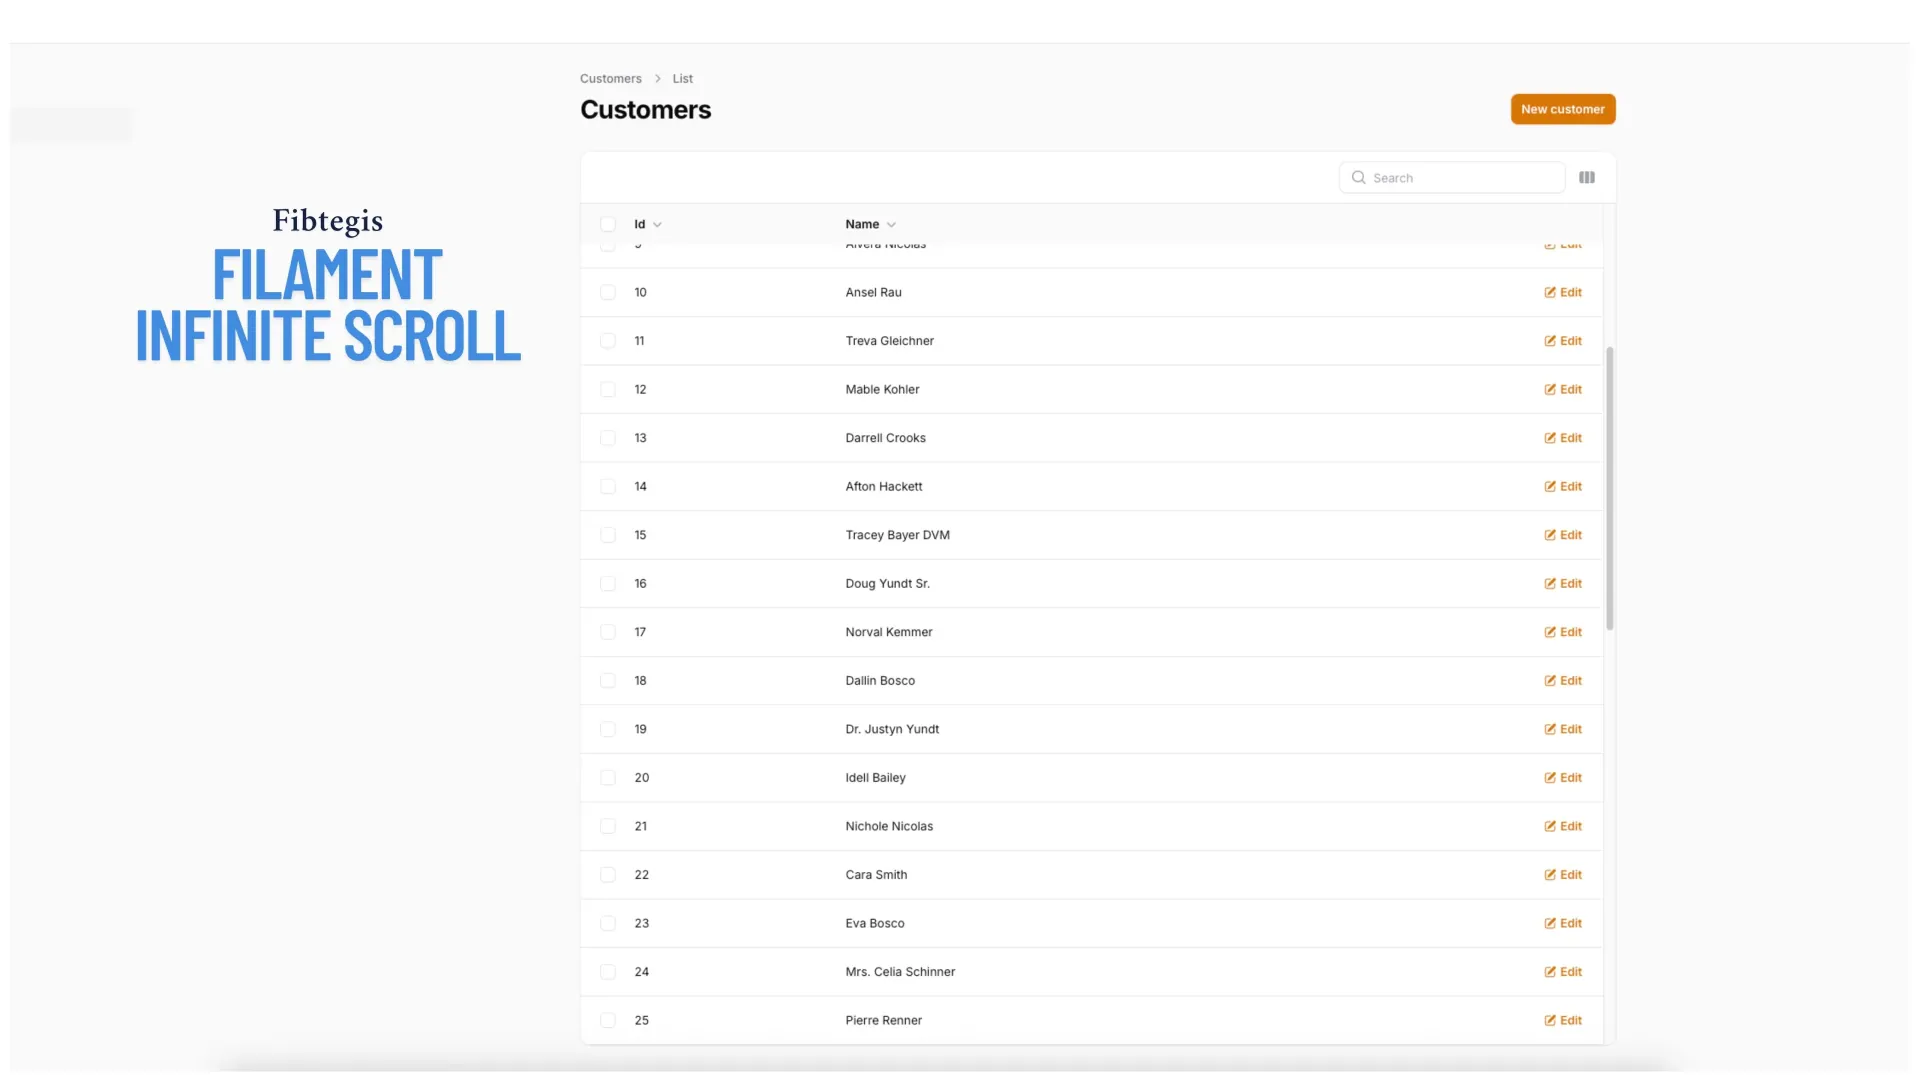 Customers > List
Customers
New customer
Search
Fibtegis
FILAMENT
INFINITE SCROLL
Id Name
9 Alvera Nicolas Edit
10 Ansel Rau Edit
11 Treva Gleichner Edit
12 Mable Kohler Edit
13 Darrell Crooks Edit
14 Afton Hackett Edit
15 Tracey Bayer DVM Edit
16 Doug Yundt Sr. Edit
17 Norval Kemmer Edit
18 Dallin Bosco Edit
19 Dr. Justyn Yundt Edit
20 Idell Bailey Edit
21 Nichole Nicolas Edit
22 Cara Smith Edit
23 Eva Bosco Edit
24 Mrs. Celia Schinner Edit
25 Pierre Renner Edit